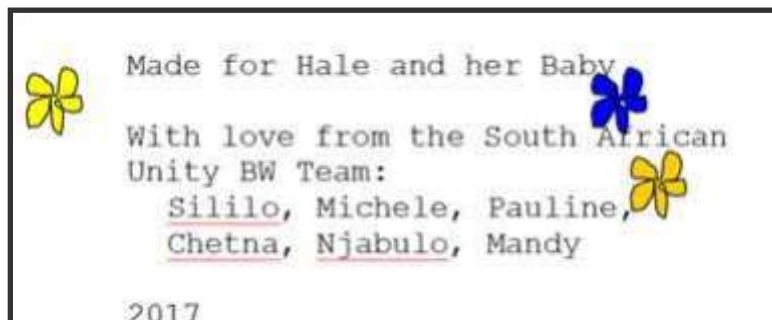 Made for Hale and her Baby
With love from the South African
Unity BW Team:
Sililo, Michele, Pauline,
Chetna, Njabulo, Mandy
2017